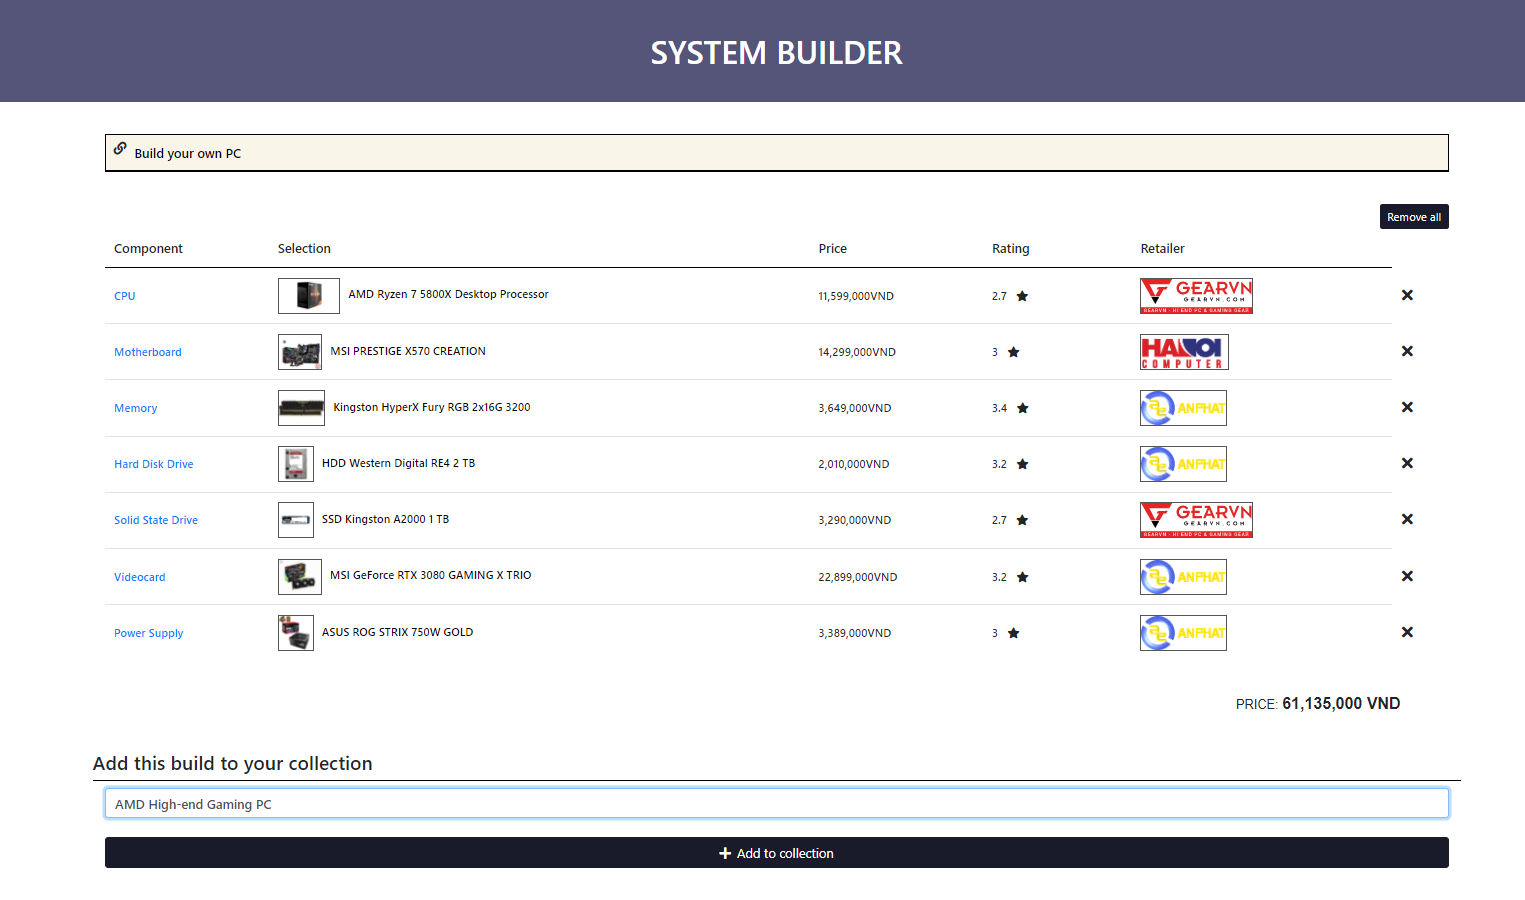 SYSTEM BUILDER
Build your own PC
Remove all
Component Selection Price Rating Retailer
CPU AMD Ryzen 7 5800X Desktop Processor 11,599,000VND 2.7 GEARVN
GEARVN.COM
GEARVN - HI END PC & GAMING GEAR
Motherboard MSI PRESTIGE X570 CREATION 14,299,000VND 3 HANOI
COMPUTER
Memory Kingston HyperX Fury RGB 2x16G 3200 3,649,000VND 3.4 ANPHAT
Hard Disk Drive HDD Western Digital RE4 2 TB 2,010,000VND 3.2 ANPHAT
Solid State Drive SSD Kingston A2000 1 TB 3,290,000VND 2.7 GEARVN
GEARVN.COM
GEARVN - HI END PC & GAMING GEAR
Videocard MSI GeForce RTX 3080 GAMING X TRIO 22,899,000VND 3.2 ANPHAT
Power Supply ASUS ROG STRIX 750W GOLD 3,389,000VND 3 ANPHAT
PRICE: 61,135,000 VND
Add this build to your collection
AMD High-end Gaming PC
Add to collection